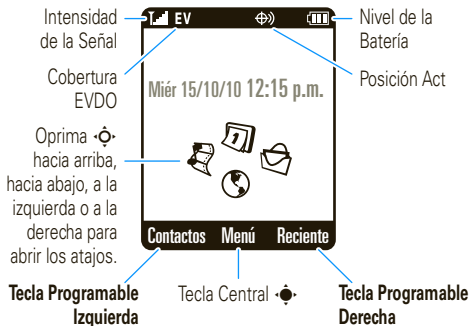 Intensidad
de la Señal
Cobertura
EVDO
Oprima
hacia arriba,
hacia abajo, a la
izquierda o a la
derecha para
abrir los atajos.
EV
Miér 15/10/10 12:15 p.m.
1
Contactos Menú Reciente
Nivel de la
Batería
Posición Act
Tecla Programable
Izquierda
Tecla Central
Tecla Programable
Derecha